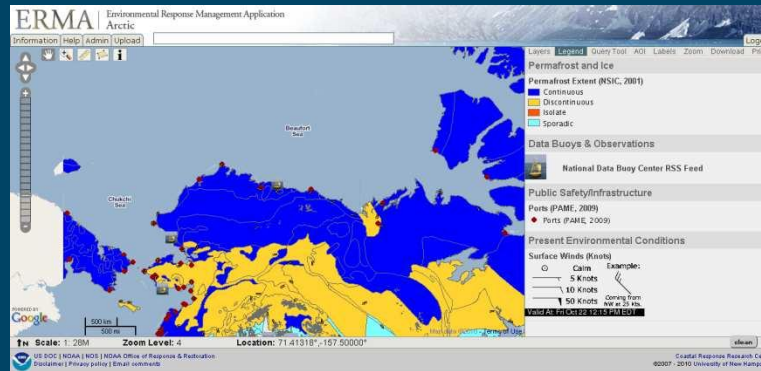 ERMA
Environmental Response Management Application
Arctic
Information Help Admin Upload
Layers Legend Query Tool AOI Labels Zoom Download
Permafrost and Ice
Permafrost Extent (NSIC, 2001)
Continuous
Discontinuous
Isolate
Sporadic
Data Buoys & Observations
National Data Buoy Center RSS Feed
Public Safety/Infrastructure
Ports (PAME, 2009)
Ports (PAME, 2009)
Present Environmental Conditions
Surface Winds (Knots)
Calm
Example:
5 Knots
10 Knots
50 Knots
Coming from
NW at 25 Kts.
Valid At: Fri Oct 22 12:15 PM EDT
Beaufort
Sea
Chukchi
Sea
POWERED BY
Google
500 km
500 mi
Terms of Use
Scale: 1: 28M
Zoom Level: 4
Location: 71.41318°,-157.50000°
clean
US DOC | NOAA | NOS | NOAA Office of Response & Restoration
Disclaimer | Privacy policy | Email comments
Coastal Response Research
©2007 - 2010 University of New